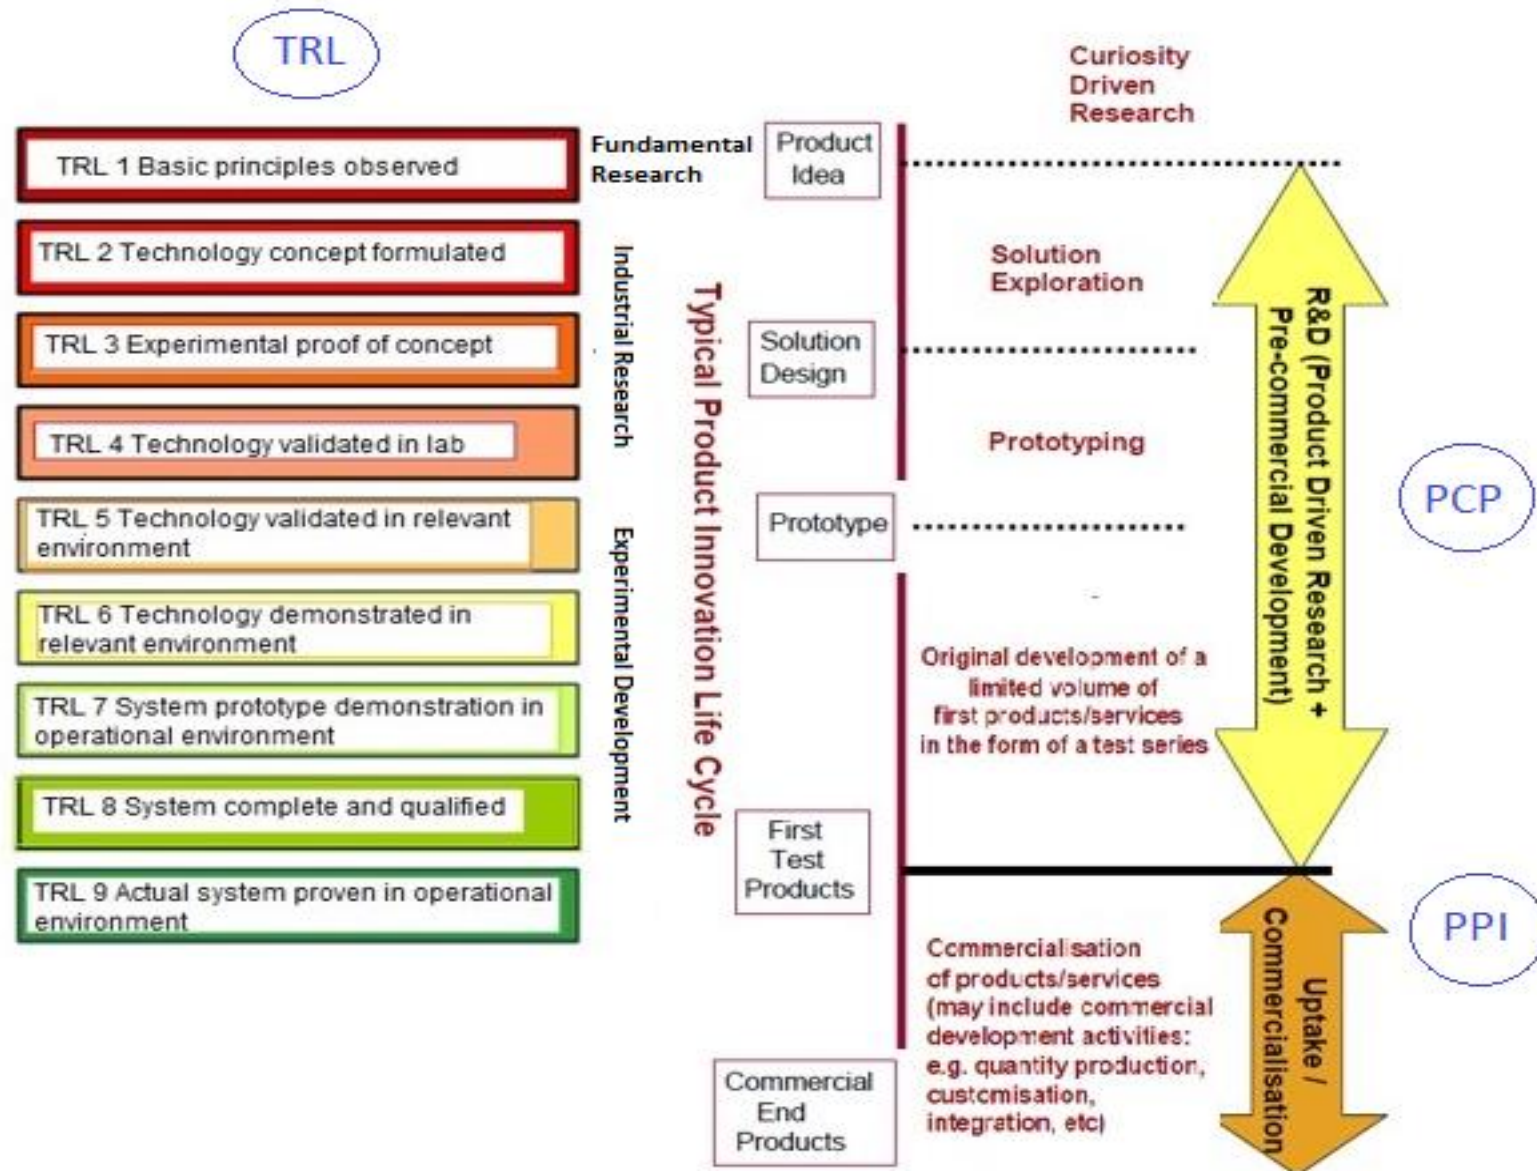 TRL
TRL 1 Basic principles observed
TRL 2 Technology concept formulated
TRL 3 Experimental proof of concept
TRL 4 Technology validated in lab
TRL 5 Technology validated in relevant
environment
TRL 6 Technology demonstrated in
relevant environment
TRL 7 System prototype demonstration in
operational environment
TRL 8 System complete and qualified
TRL 9 Actual system proven in operational
environment
Fundamental
Research
Industrial Research
Experimental Development
Typical Product Innovation Life Cycle
Product
Idea
Solution
Design
Prototype
First
Test
Products
Commercial
End
Products
Curiosity
Driven
Research
Solution
Exploration
Prototyping
Original development of a
limited volume of
first products/services
in the form of a test series
Commercialisation
of products/services
(may include commercial
development activities:
e.g. quantity production,
customisation,
integration, etc)
R&D (Product Driven Research +
Pre-commercial Development)
Uptake /
Commercialisation
PCP
PPI